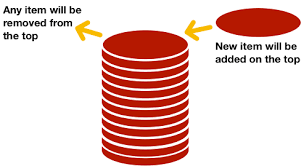 Any item will be
removed from
the top
New item will be
added on the top